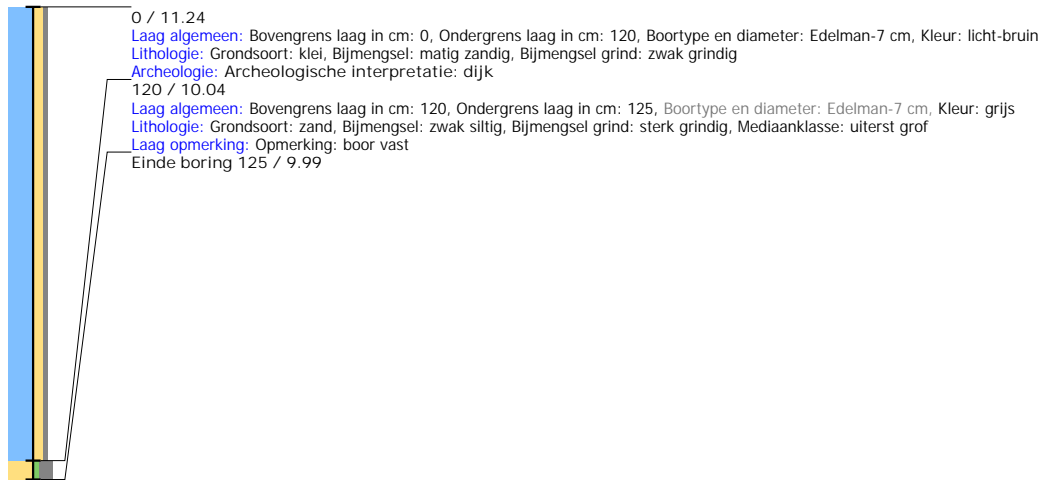 0 / 11.24
Laag algemeen: Bovengrens laag in cm: 0, Ondergrens laag in cm: 120, Boortype en diameter: Edelman-7 cm, Kleur: licht-bruin
Lithologie: Grondsoort: klei, Bijmengsel: matig zandig, Bijmengsel grind: zwak grindig
Archeologie: Archeologische interpretatie: dijk
120 / 10.04
Laag algemeen: Bovengrens laag in cm: 120, Ondergrens laag in cm: 125, Boortype en diameter: Edelman-7 cm, Kleur: grijs
Lithologie: Grondsoort: zand, Bijmengsel: zwak siltig, Bijmengsel grind: sterk grindig, Mediaanklasse: uiterst grof
Laag opmerking: Opmerking: boor vast
Einde boring 125 / 9.99